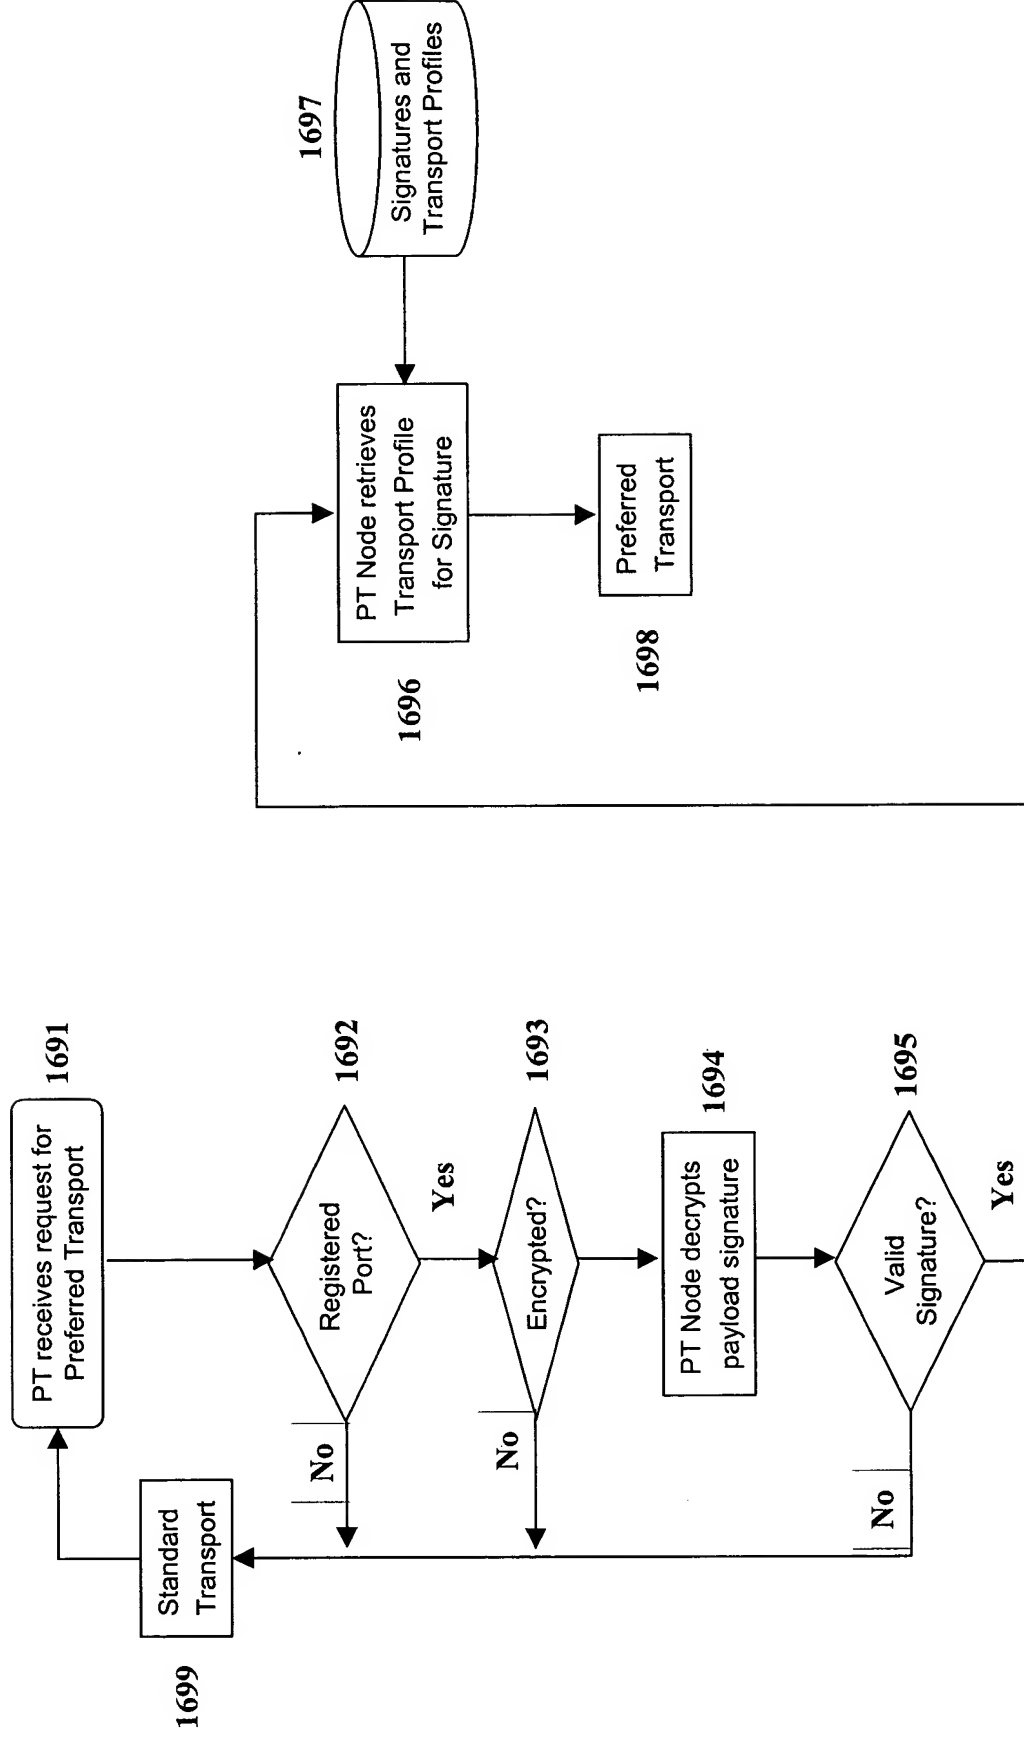 1691
PT receives request for
Preferred Transport
1699
Standard
Transport
No
Registered
Port?
1692
Yes
No
Encrypted?
1693
PT Node decrypts
payload signature
1694
No
Valid
Signature?
1695
Yes
1697
Signatures and
Transport Profiles
1696
PT Node retrieves
Transport Profile
for Signature
1698
Preferred
Transport